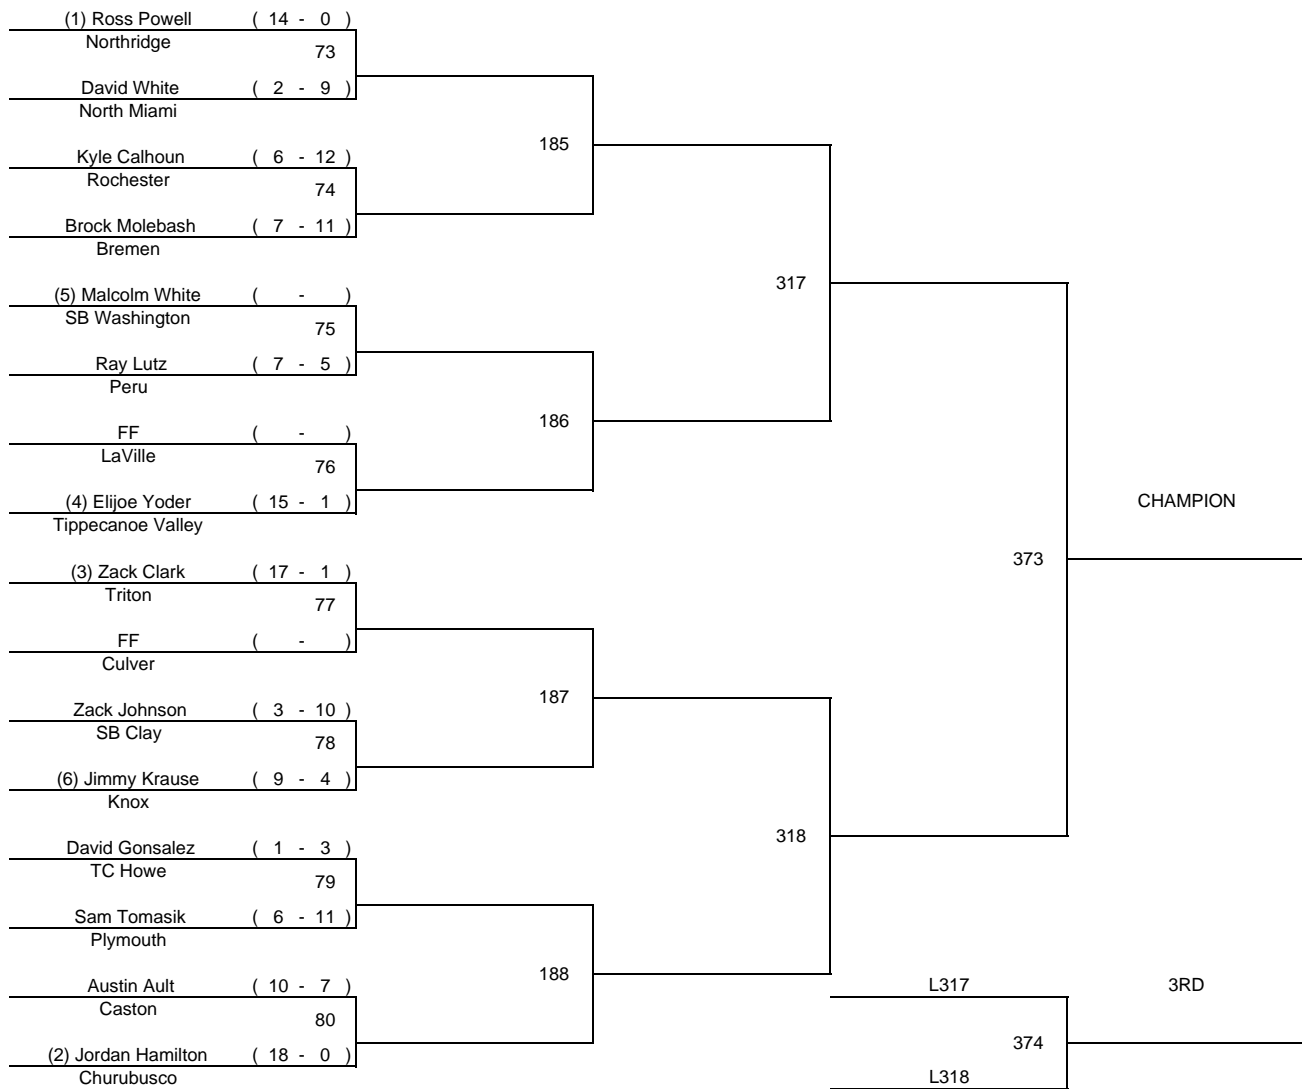 (1) Ross Powell ( 14 - 0 )
Northridge
73
David White ( 2 - 9 )
North Miami
185
Kyle Calhoun ( 6 - 12 )
Rochester
74
Brock Molebash ( 7 - 11 )
Bremen
317
(5) Malcolm White ( - )
SB Washington
75
Ray Lutz ( 7 - 5 )
Peru
186
FF ( - )
LaVille
76
(4) Elijoe Yoder ( 15 - 1 )
Tippecanoe Valley
CHAMPION
373
(3) Zack Clark ( 17 - 1 )
Triton
77
FF ( - )
Culver
187
Zack Johnson ( 3 - 10 )
SB Clay
78
(6) Jimmy Krause ( 9 - 4 )
Knox
318
David Gonsalez ( 1 - 3 )
TC Howe
79
Sam Tomasik ( 6 - 11 )
Plymouth
188
Austin Ault ( 10 - 7 )
Caston
80
(2) Jordan Hamilton ( 18 - 0 )
Churubusco
L317
3RD
374
L318